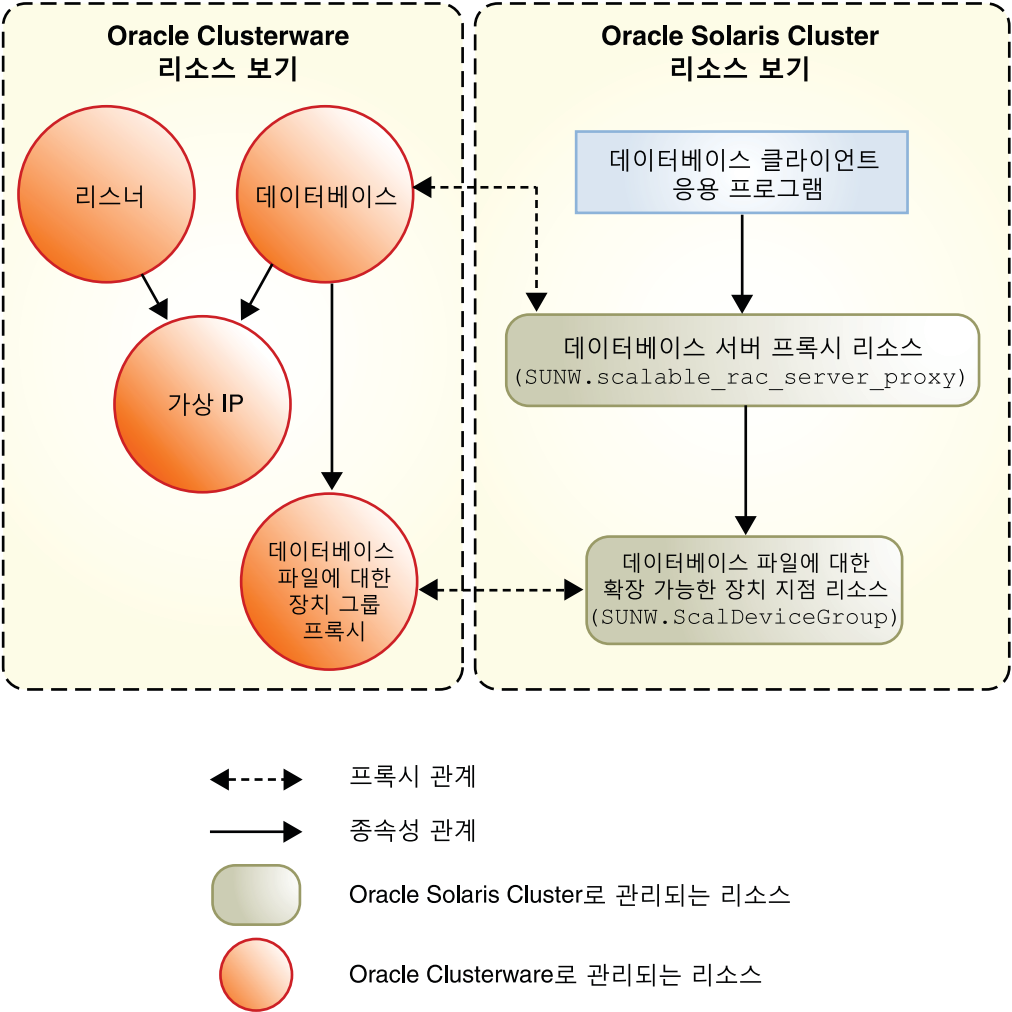 Oracle Clusterware
리소스 보기
리스너
데이터베이스
가상 IP
데이터베이스
파일에 대한
장치 그룹
프록시
Oracle Solaris Cluster
리소스 보기
데이터베이스 클라이언트
응용 프로그램
데이터베이스 서버 프록시 리소스
(SUNW.scalable_rac_server_proxy)
데이터베이스 파일에 대한
확장 가능한 장치 지점 리소스
(SUNW.ScalDeviceGroup)
프록시 관계
종속성 관계
Oracle Solaris Cluster로 관리되는 리소스
Oracle Clusterware로 관리되는 리소스